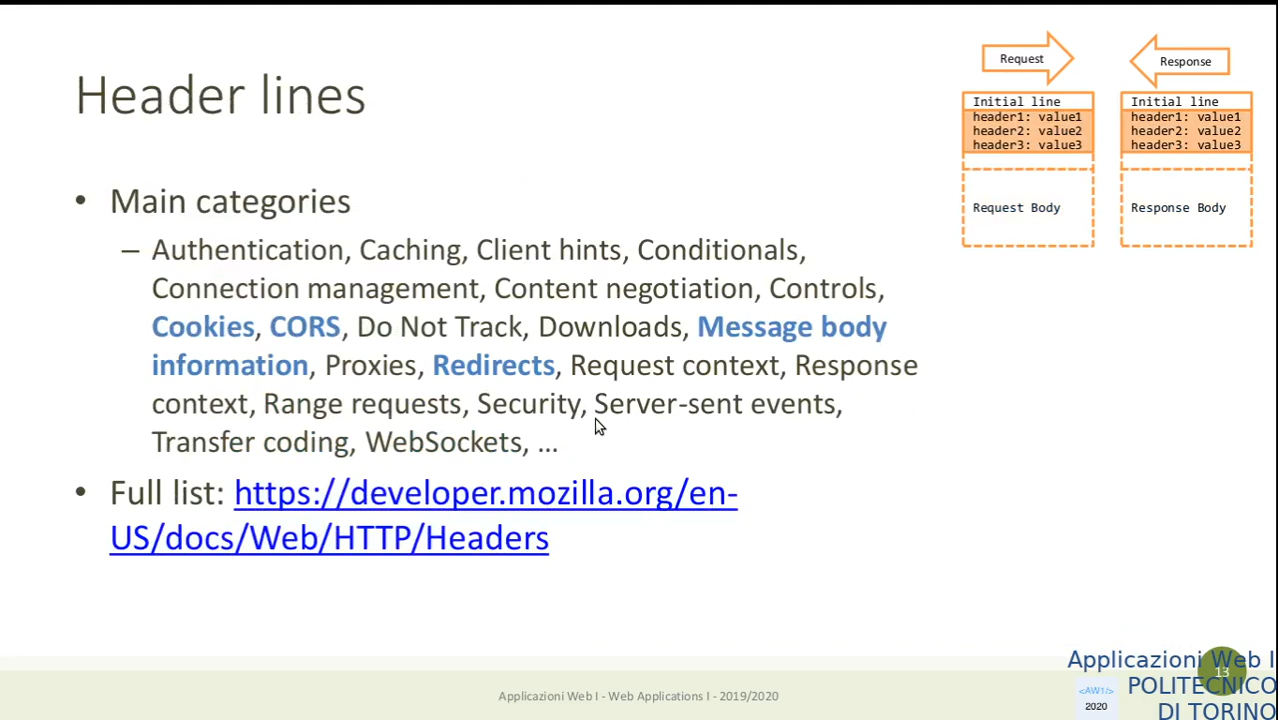 Header lines
• Main categories
– Authentication, Caching, Client hints, Conditionals,
Connection management, Content negotiation, Controls,
Cookies, CORS, Do Not Track, Downloads, Message body
information, Proxies, Redirects, Request context, Response
context, Range requests, Security, Server-sent events,
Transfer coding, WebSockets, …
• Full list: https://developer.mozilla.org/en-
US/docs/Web/HTTP/Headers
Request
Initial line
header1: value1
header2: value2
header3: value3
Request Body
Response
Initial line
header1: value1
header2: value2
header3: value3
Response Body
Applicazioni Web I - Web Applications I - 2019/2020
13
Applicazioni Web I
POLITECNICO
DI TORINO
<AW1/>
2020